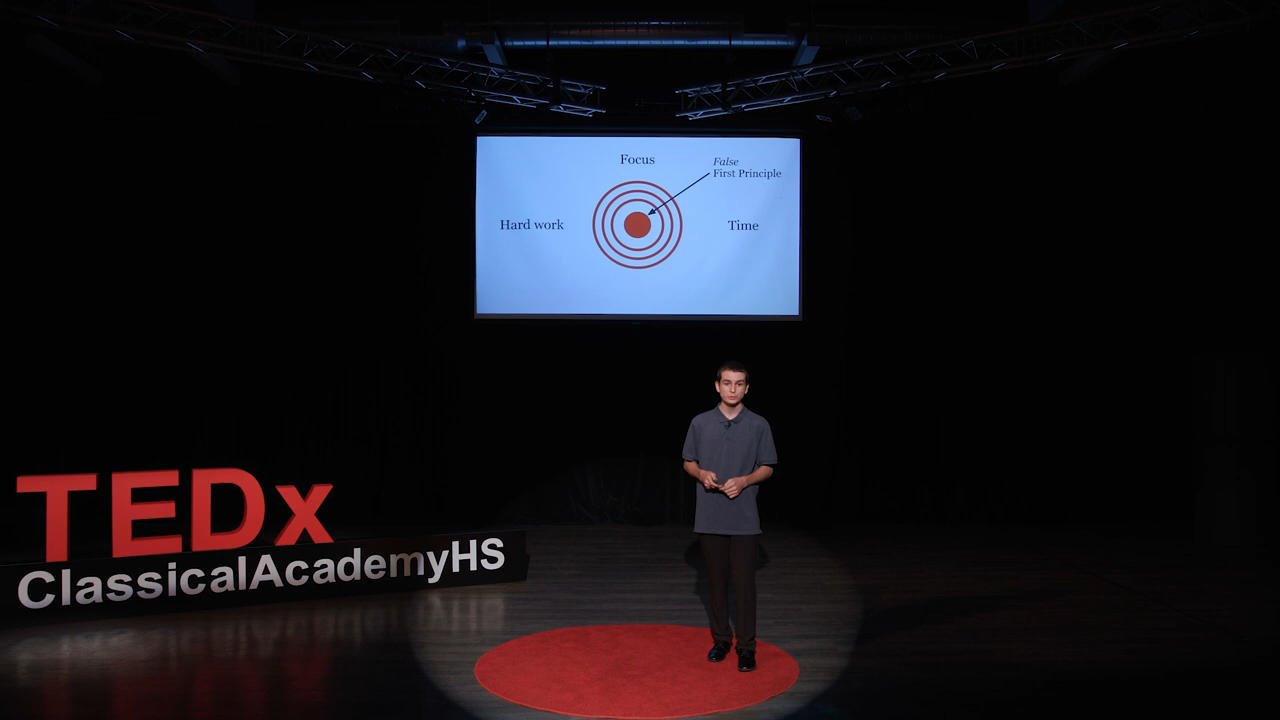 Focus
False
First Principle
Hard work
Time
TEDx
ClassicalAcademyHS